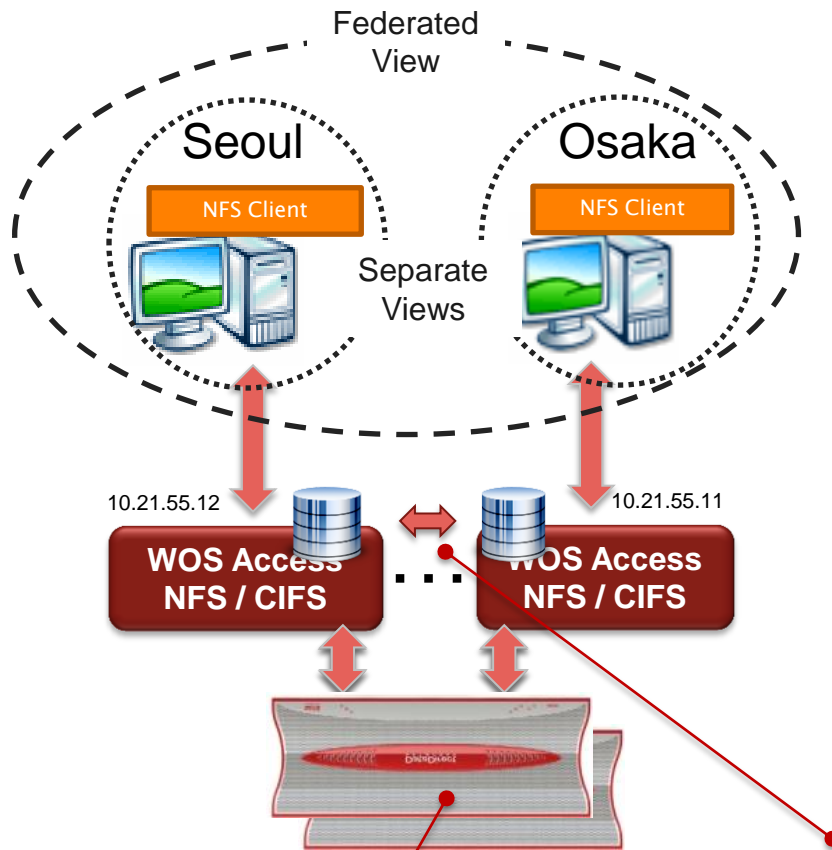 Federated
View
Seoul
Osaka
NFS Client
NFS Client
Separate
Views
10.21.55.12
10.21.55.11
WOS Access
NFS / CIFS
...
WOS Access
NFS / CIFS
DataDirect